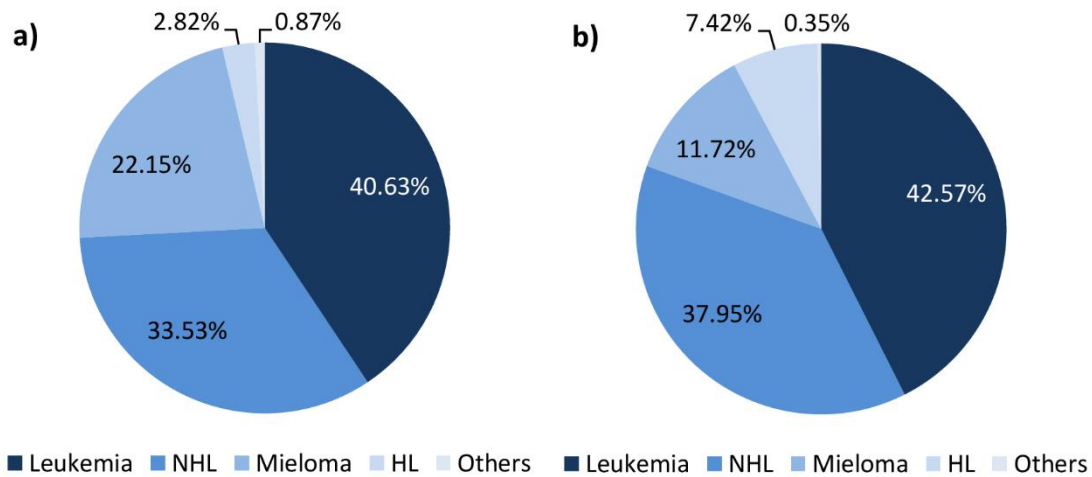 a)
2.82%
0.87%
22.15%
40.63%
33.53%
Leukemia NHL Mieloma HL Others
b)
7.42%
0.35%
11.72%
42.57%
37.95%
Leukemia NHL Mieloma HL Others